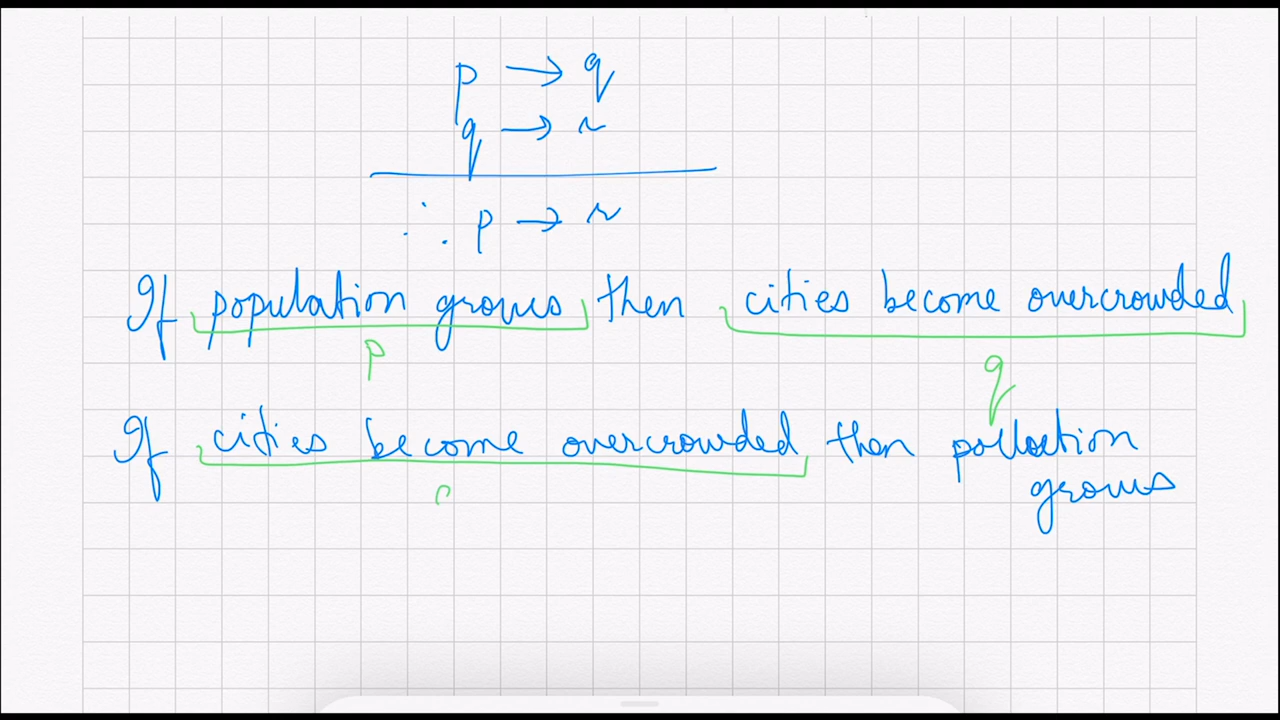 p → q
q → r
∴ p → r
If population grows then cities become overcrowded
p
q
If cities become overcrowded then pollution
grows